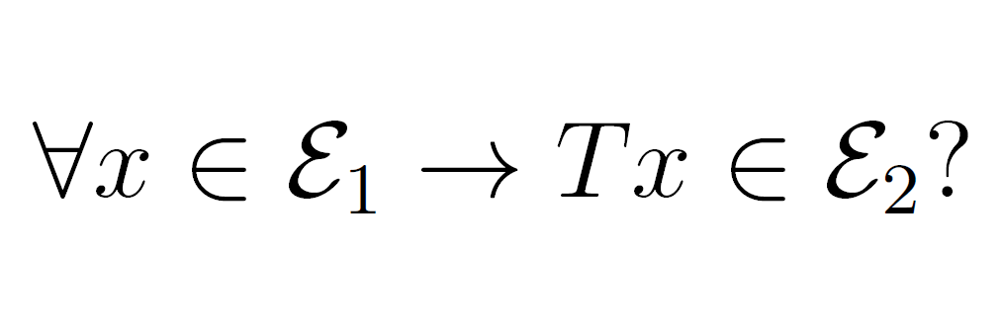 ∀x ∈ ℰ₁ → Tx ∈ ℰ₂?